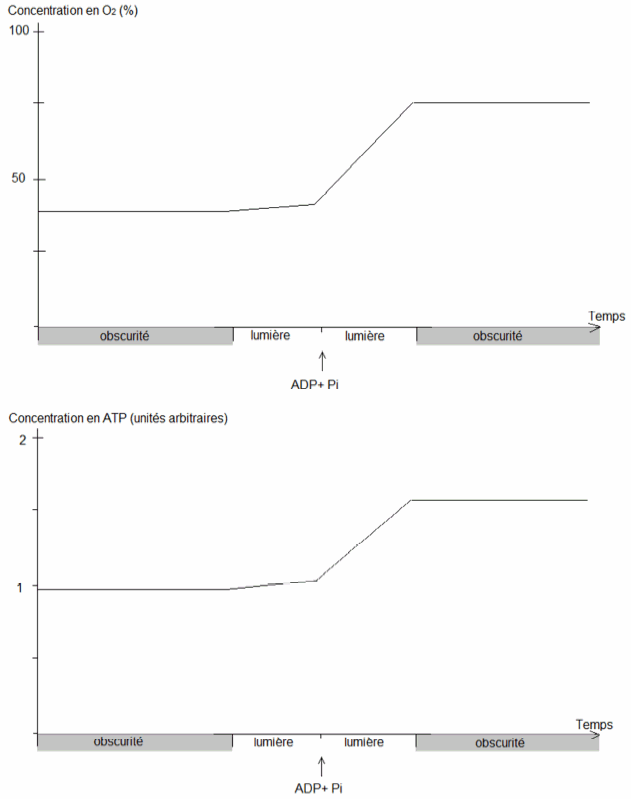 Concentration en O2 (%)
100
50
Temps
obscurité lumière lumière obscurité
ADP+ Pi
Concentration en ATP (unités arbitraires)
2
1
Temps
obscurité lumière lumière obscurité
ADP+ Pi